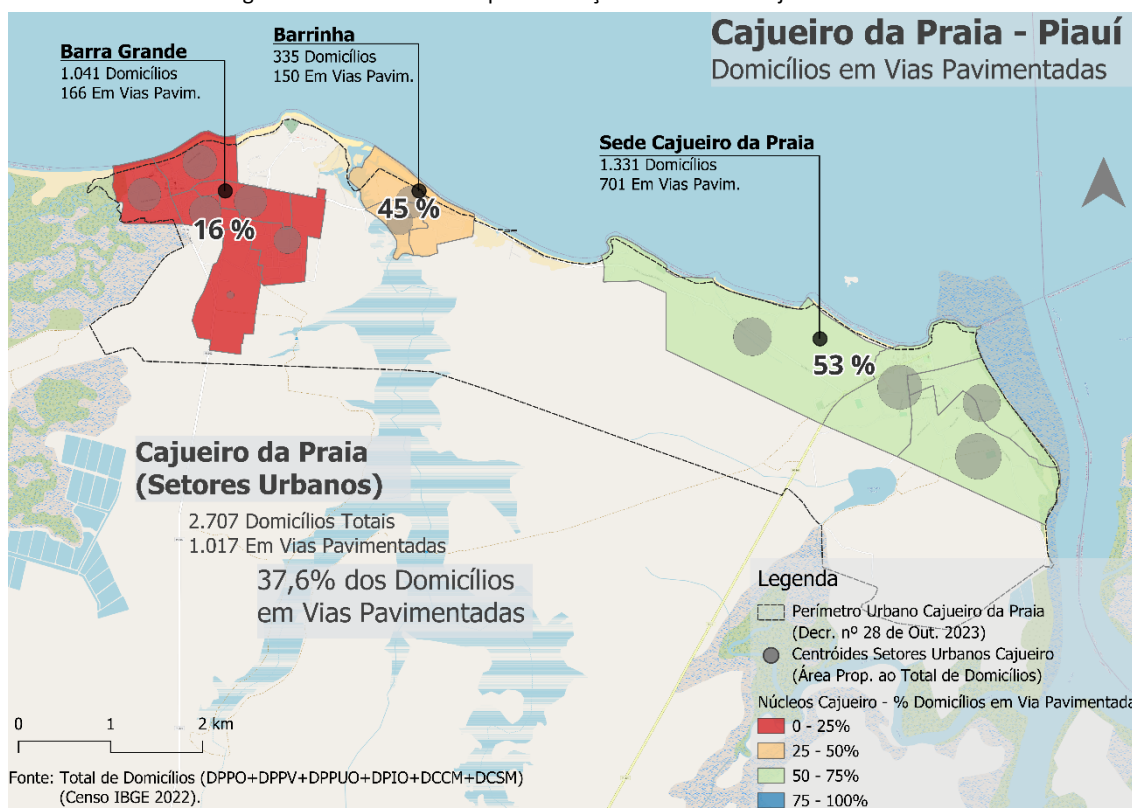 Cajueiro da Praia - Piauí
Domicílios em Vias Pavimentadas
Barra Grande
1.041 Domicílios
166 Em Vias Pavim.
Barrinha
335 Domicílios
150 Em Vias Pavim.
Sede Cajueiro da Praia
1.331 Domicílios
701 Em Vias Pavim.
16 %
45 %
53 %
Cajueiro da Praia
(Setores Urbanos)
2.707 Domicílios Totais
1.017 Em Vias Pavimentadas
37,6% dos Domicílios
em Vias Pavimentadas
Legenda
Perímetro Urbano Cajueiro da Praia
(Decr. nº 28 de Out. 2023)
Centróides Setores Urbanos Cajueiro
(Área Prop. ao Total de Domicílios)
Núcleos Cajueiro - % Domicílios em Via Pavimentada
0 - 25%
25 - 50%
50 - 75%
75 - 100%
0 1 2 km
Fonte: Total de Domicílios (DPPO+DPPV+DPPUO+DPIO+DCCM+DCSM)
(Censo IBGE 2022).